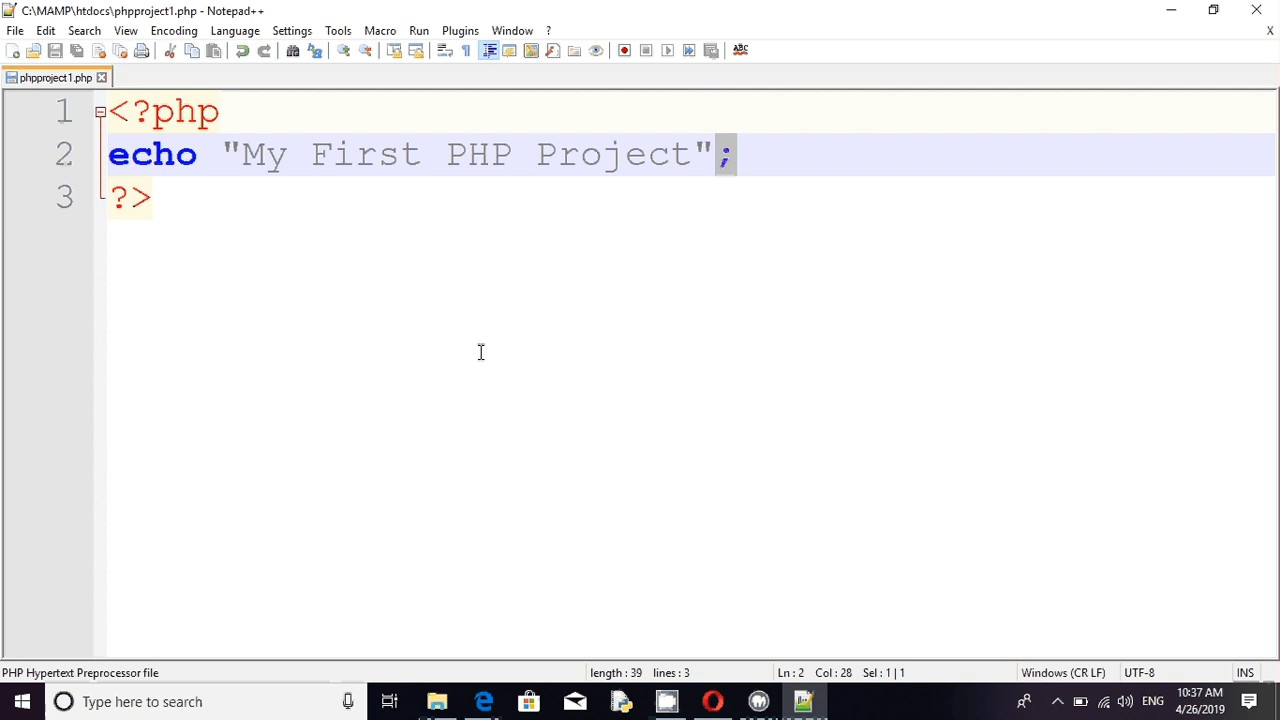 C:\MAMP\htdocs\phpproject1.php - Notepad++
File Edit Search View Encoding Language Settings Tools Macro Run Plugins Window ? X
ABC
phpproject1.php
1 <?php
2 echo "My First PHP Project";
3 ?>
PHP Hypertext Preprocessor file length : 39 lines : 3 Ln : 2 Col : 28 Sel : 1 | 1 Windows (CR LF) UTF-8 INS
Type here to search ENG 10:37 AM
4/26/2019